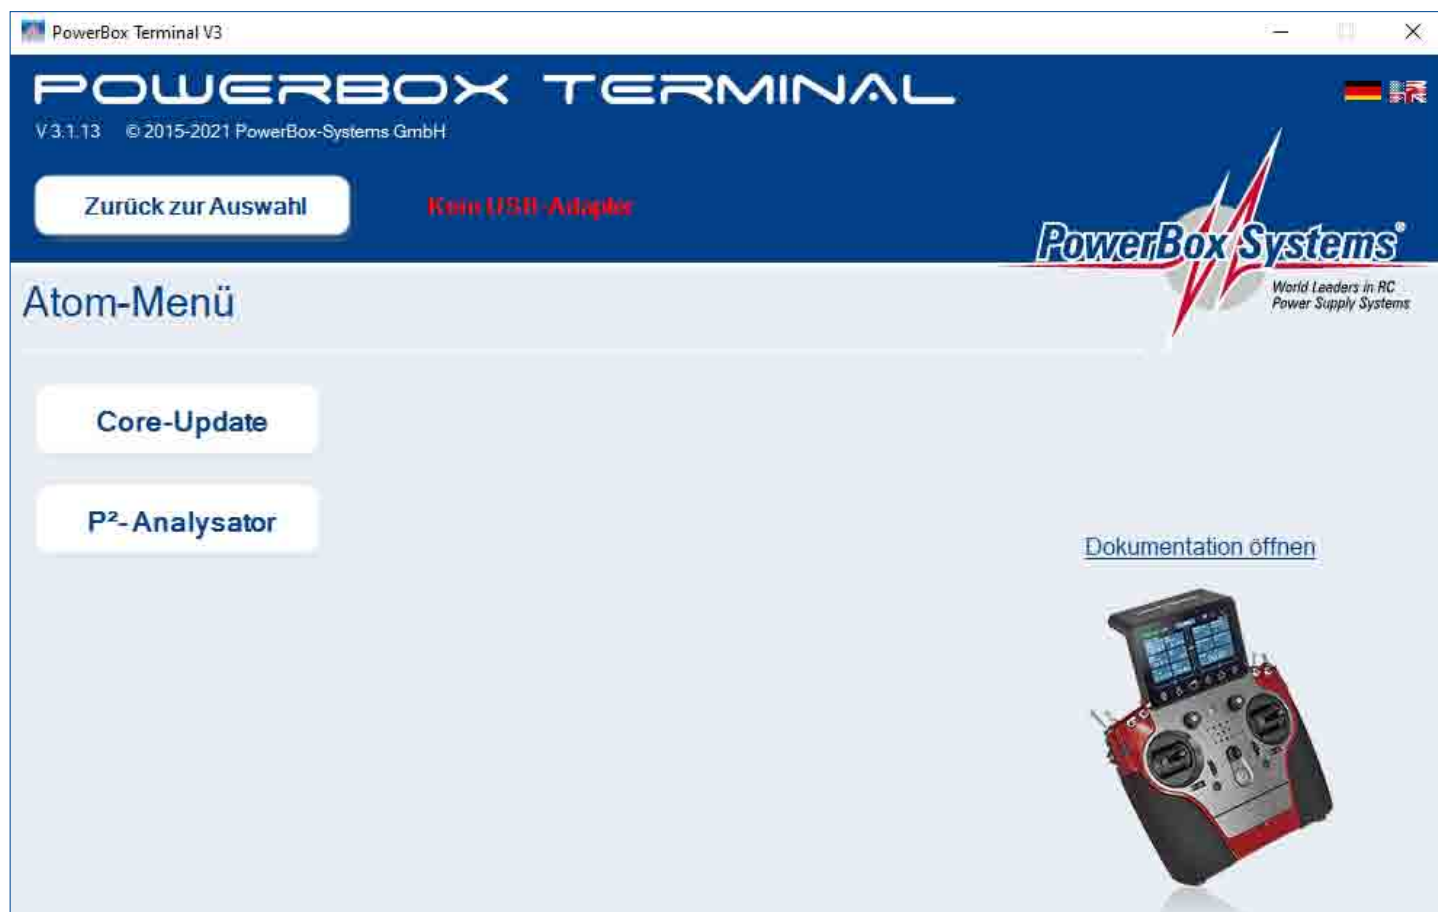 PowerBox Terminal V3
POWERBOX TERMINAL
V 3.1.13 © 2015-2021 PowerBox-Systems GmbH
Zurück zur Auswahl
Kein USB-Adapter
PowerBox Systems®
World Leaders in RC
Power Supply Systems
Atom-Menü
Core-Update
P²-Analysator
Dokumentation öffnen